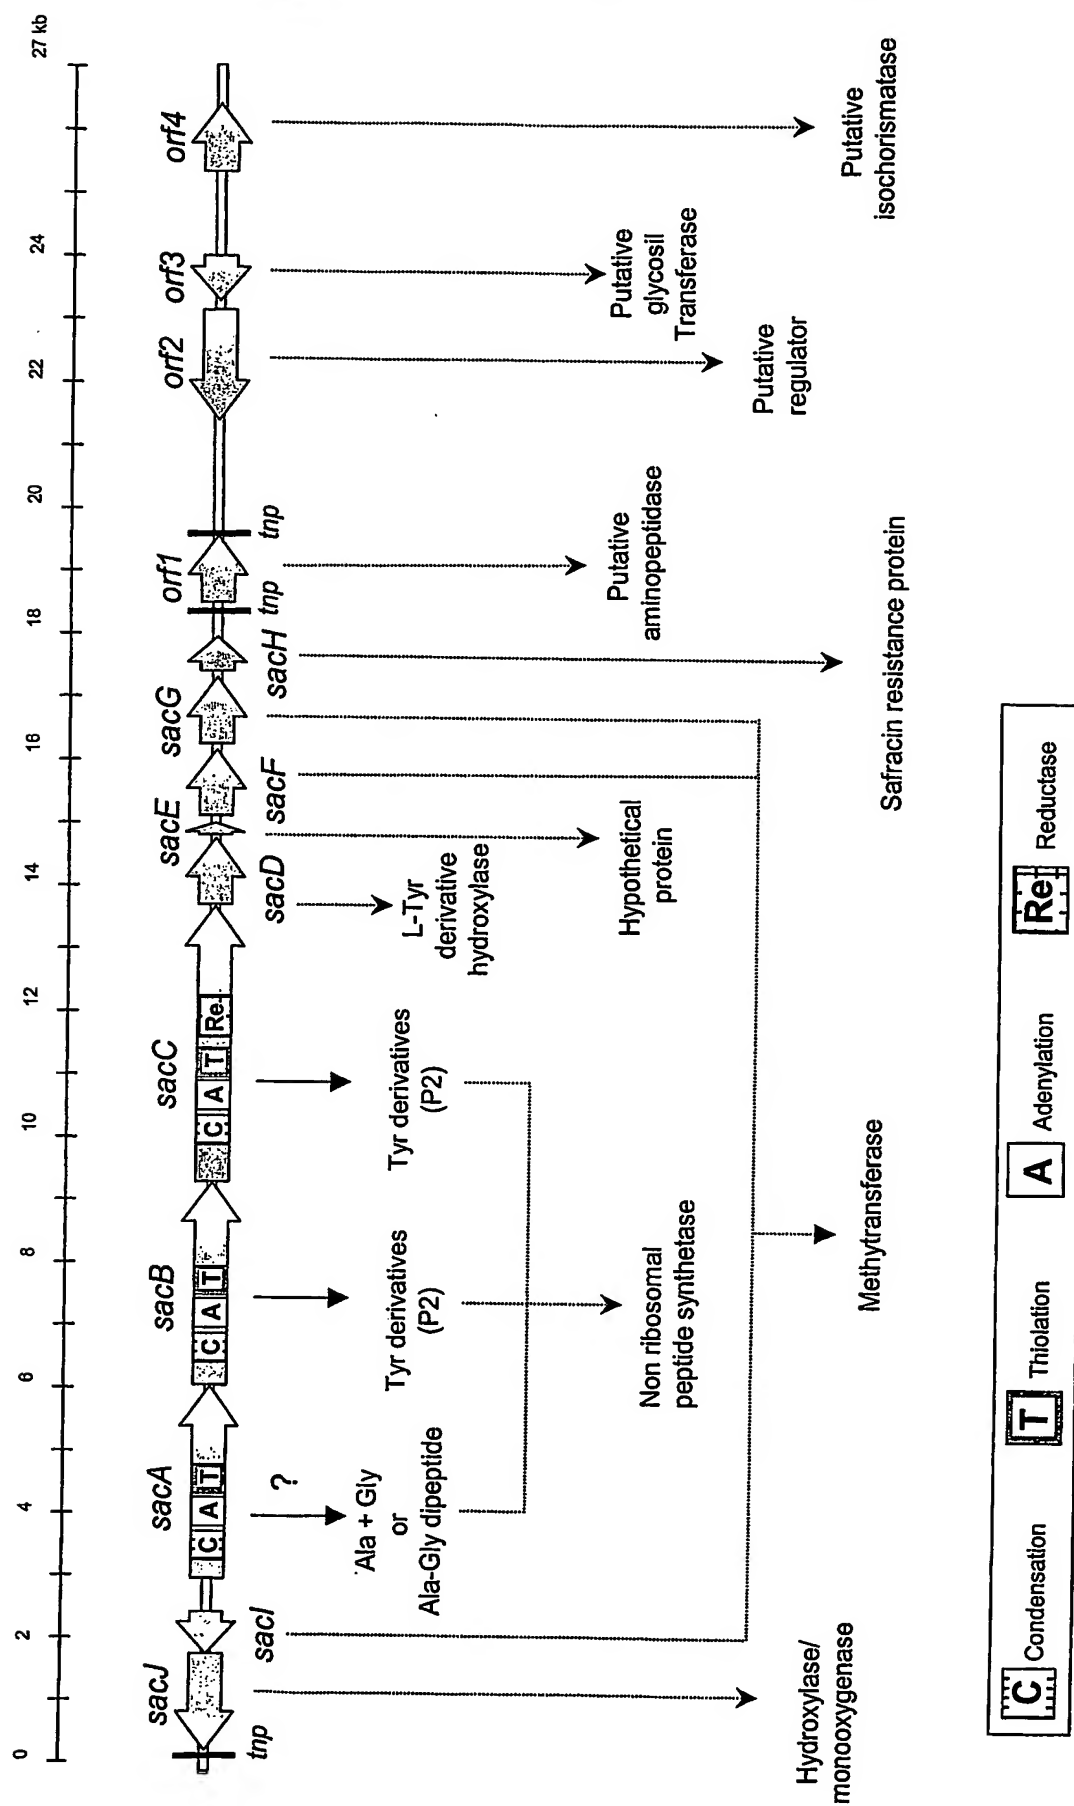 0 2 4 6 8 10 12 14 16 18 20 22 24 27 kb
sacJ sacA sacB sacC sacE sacG orf1 orf2 orf3 orf4
C A T C A T C A T Re
tnp sacI sacD sacF sacH tnp tnp
?
Ala + Gly
or
Ala-Gly dipeptide
Tyr derivatives
(P2)
Tyr derivatives
(P2)
L-Tyr
derivative
hydroxylase
Hypothetical
protein
Non ribosomal
peptide synthetase
Putative
aminopeptidase
Putative
glycosil
Transferase
Putative
regulator
Putative
isochorismatase
Hydroxylase/
monooxygenase
Methytransferase
Safracin resistance protein
C Condensation T Thiolation A Adenylation Re Reductase